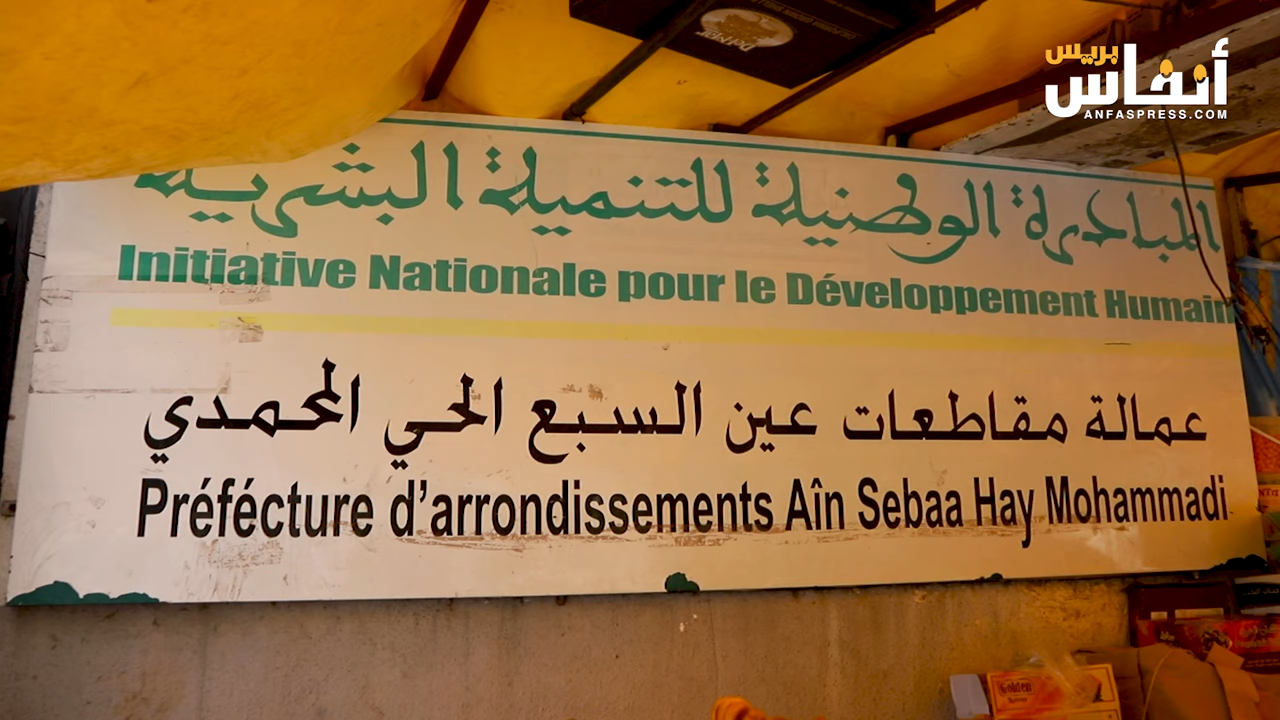 بريس
أنفاس
ANFASPRESS.COM
المبادرة الوطنية للتنمية البشرية
Initiative Nationale pour le Développement Humain
عمالة مقاطعات عين السبع الحي المحمدي
Préfécture d’arrondissements Aîn Sebaa Hay Mohammadi
Golden